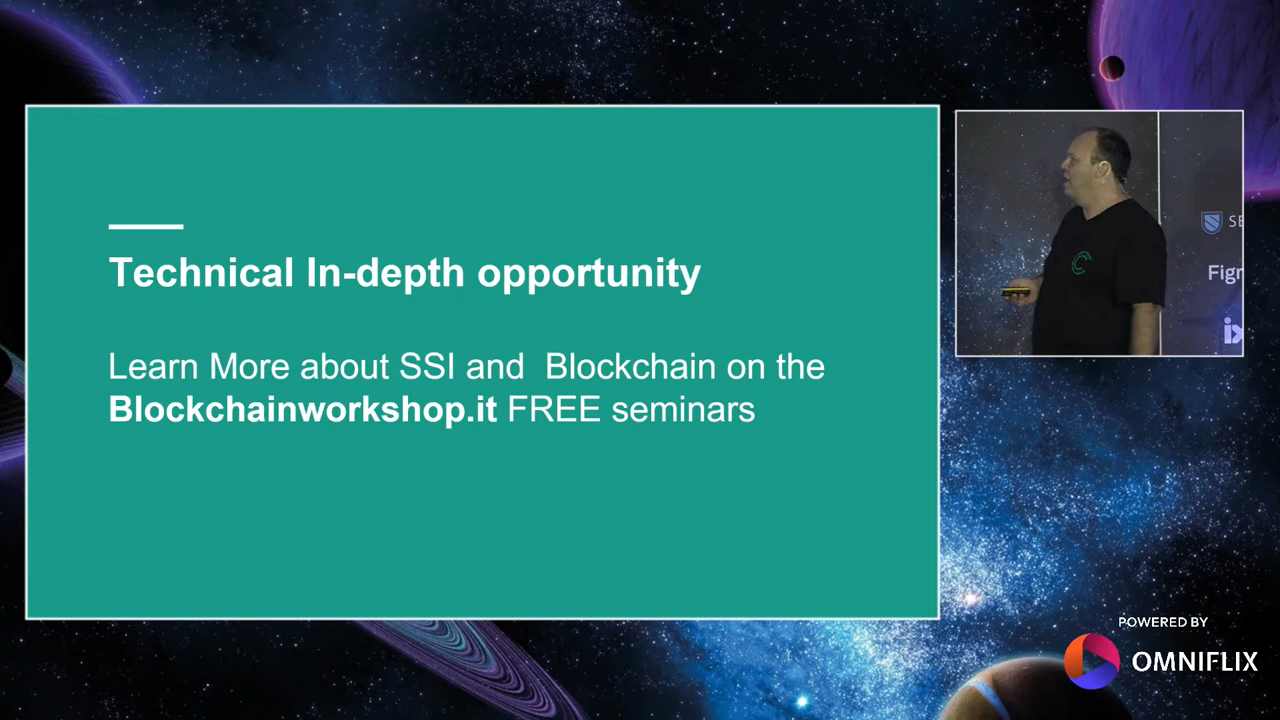 Technical In-depth opportunity
Learn More about SSI and Blockchain on the
Blockchainworkshop.it FREE seminars
POWERED BY
OMNIFLIX